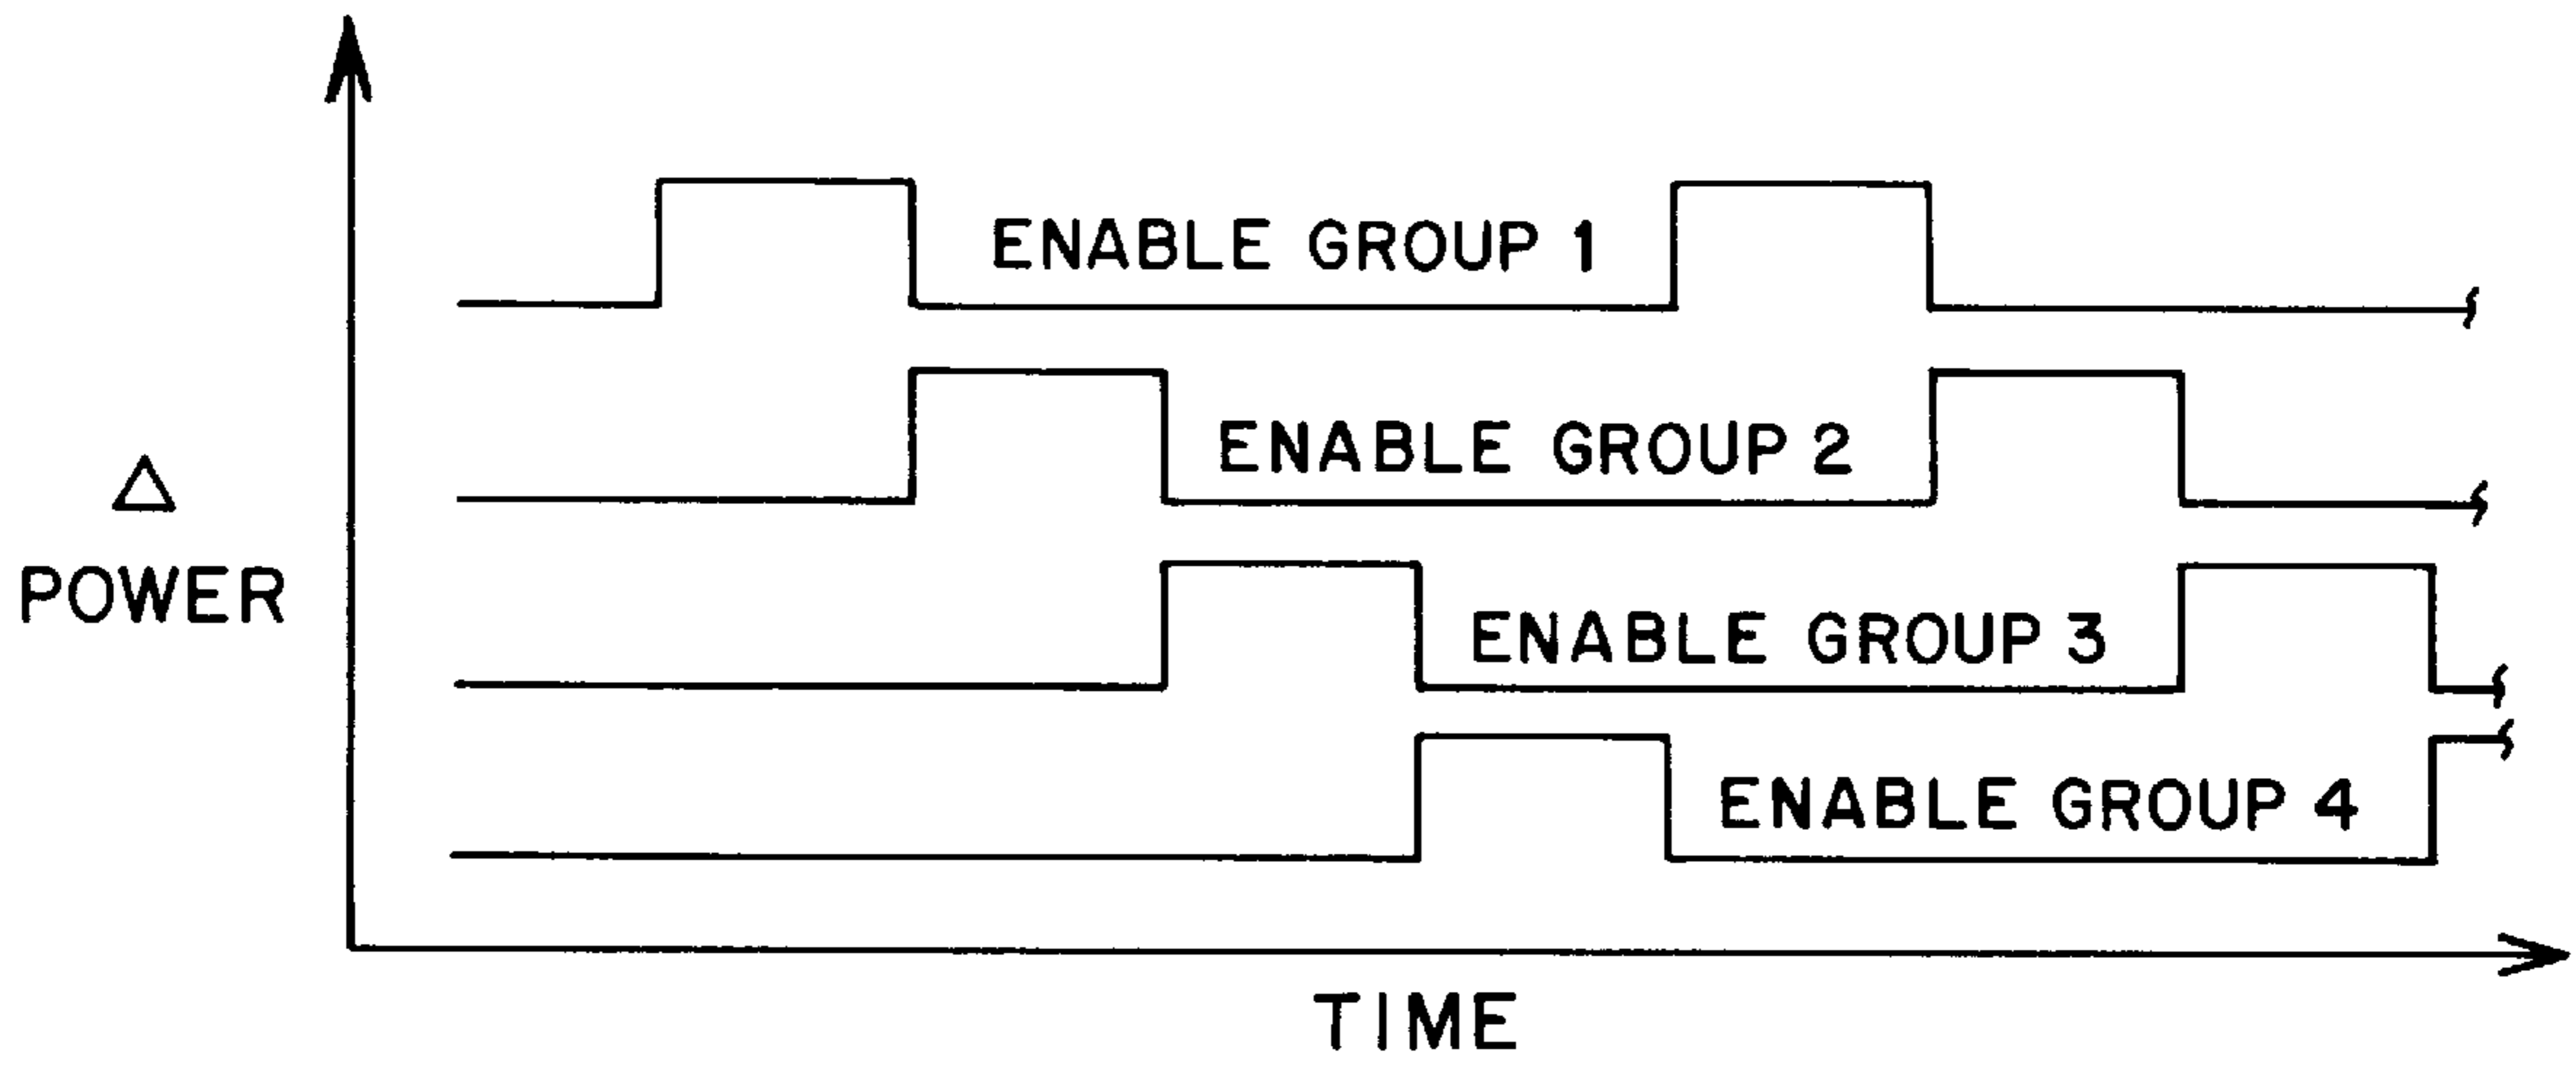 ENABLE GROUP 1
ENABLE GROUP 2
Δ
POWER
ENABLE GROUP 3
ENABLE GROUP 4
TIME